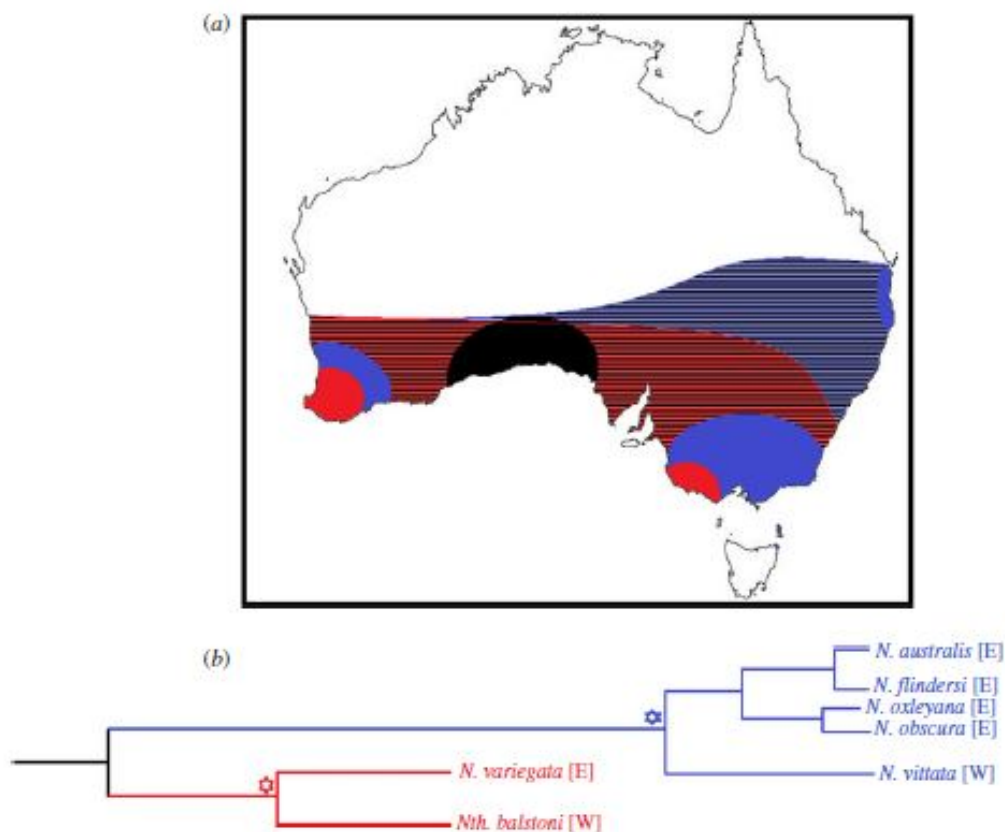 (a)
(b)
N. australis [E]
N. flindersi [E]
N. oxleyana [E]
N. obscura [E]
N. variegata [E]
N. vittata [W]
Nth. balstoni [W]